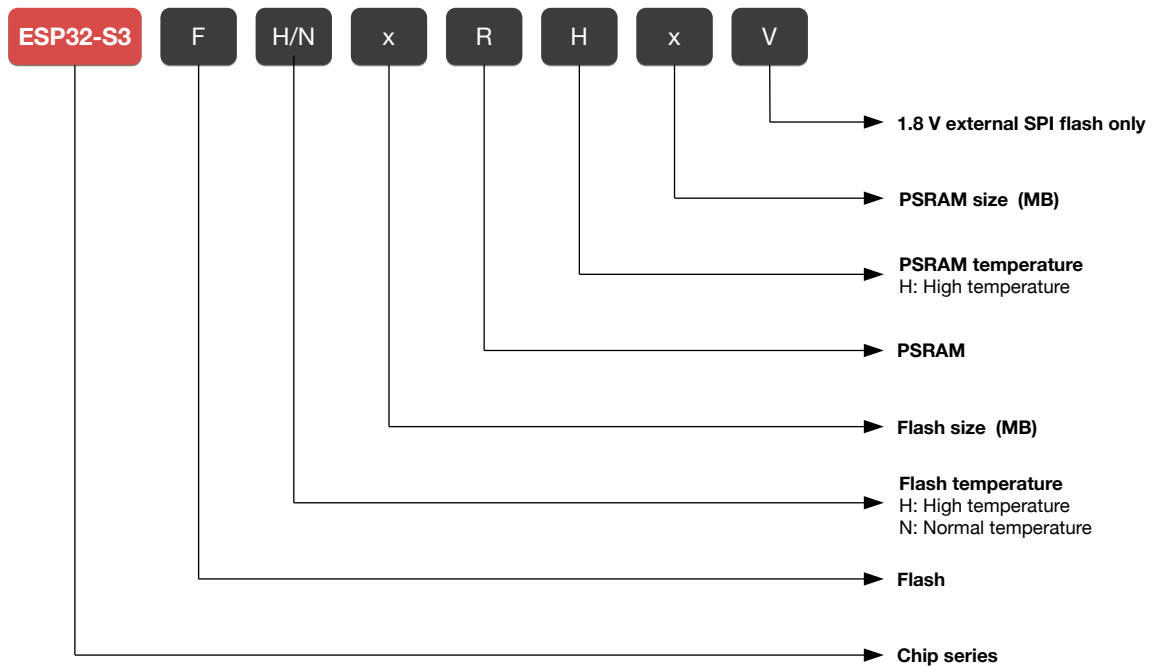 ESP32-S3 F H/N x R H x V
1.8 V external SPI flash only
PSRAM size (MB)
PSRAM temperature
H: High temperature
PSRAM
Flash size (MB)
Flash temperature
H: High temperature
N: Normal temperature
Flash
Chip series